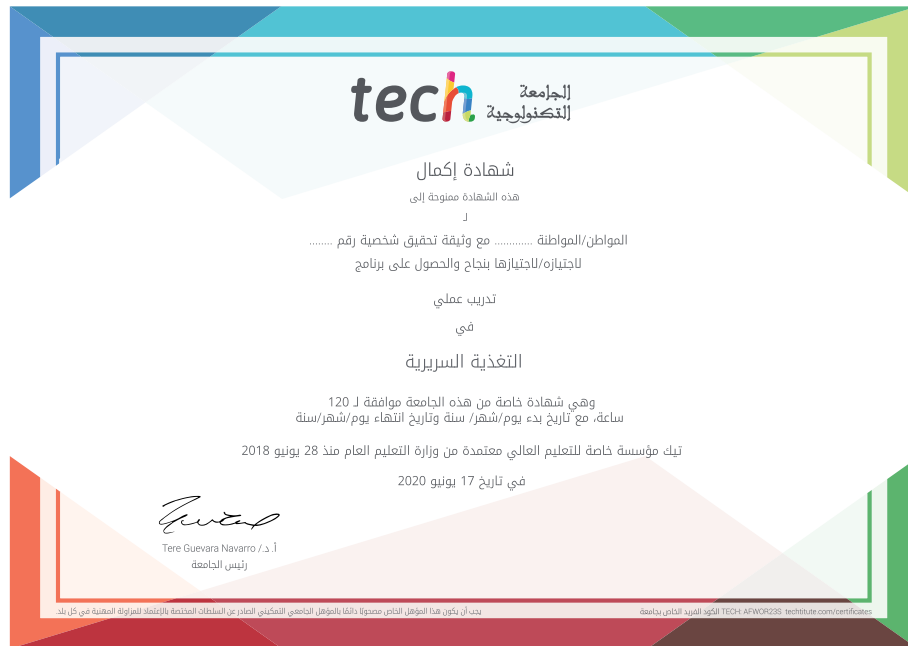 tech الجامعة
التكنولوجية
شهادة إكمال
هذه الشهادة ممنوحة إلى
لـ
المواطن/المواطنة ............. مع وثيقة تحقيق شخصية رقم ........
لاجتيازه/لاجتيازها بنجاح والحصول على برنامج
تدريب عملي
في
التغذية السريرية
وهي شهادة خاصة من هذه الجامعة موافقة لـ 120
ساعة، مع تاريخ بدء يوم/شهر/ سنة وتاريخ انتهاء يوم/شهر/سنة
تيك مؤسسة خاصة للتعليم العالي معتمدة من وزارة التعليم العام منذ 28 يونيو 2018
في تاريخ 17 يونيو 2020
أ.د./ Tere Guevara Navarro
رئيس الجامعة
يجب أن يكون هذا المؤهل الخاص مصحوبًا دائمًا بالمؤهل الجامعي التمكيني الصادر عن السلطات المختصة بالإعتماد للمزاولة المهنية في كل بلد.
الكود الفريد الخاص بجامعة TECH: AFWOR23S techtitute.com/certificates